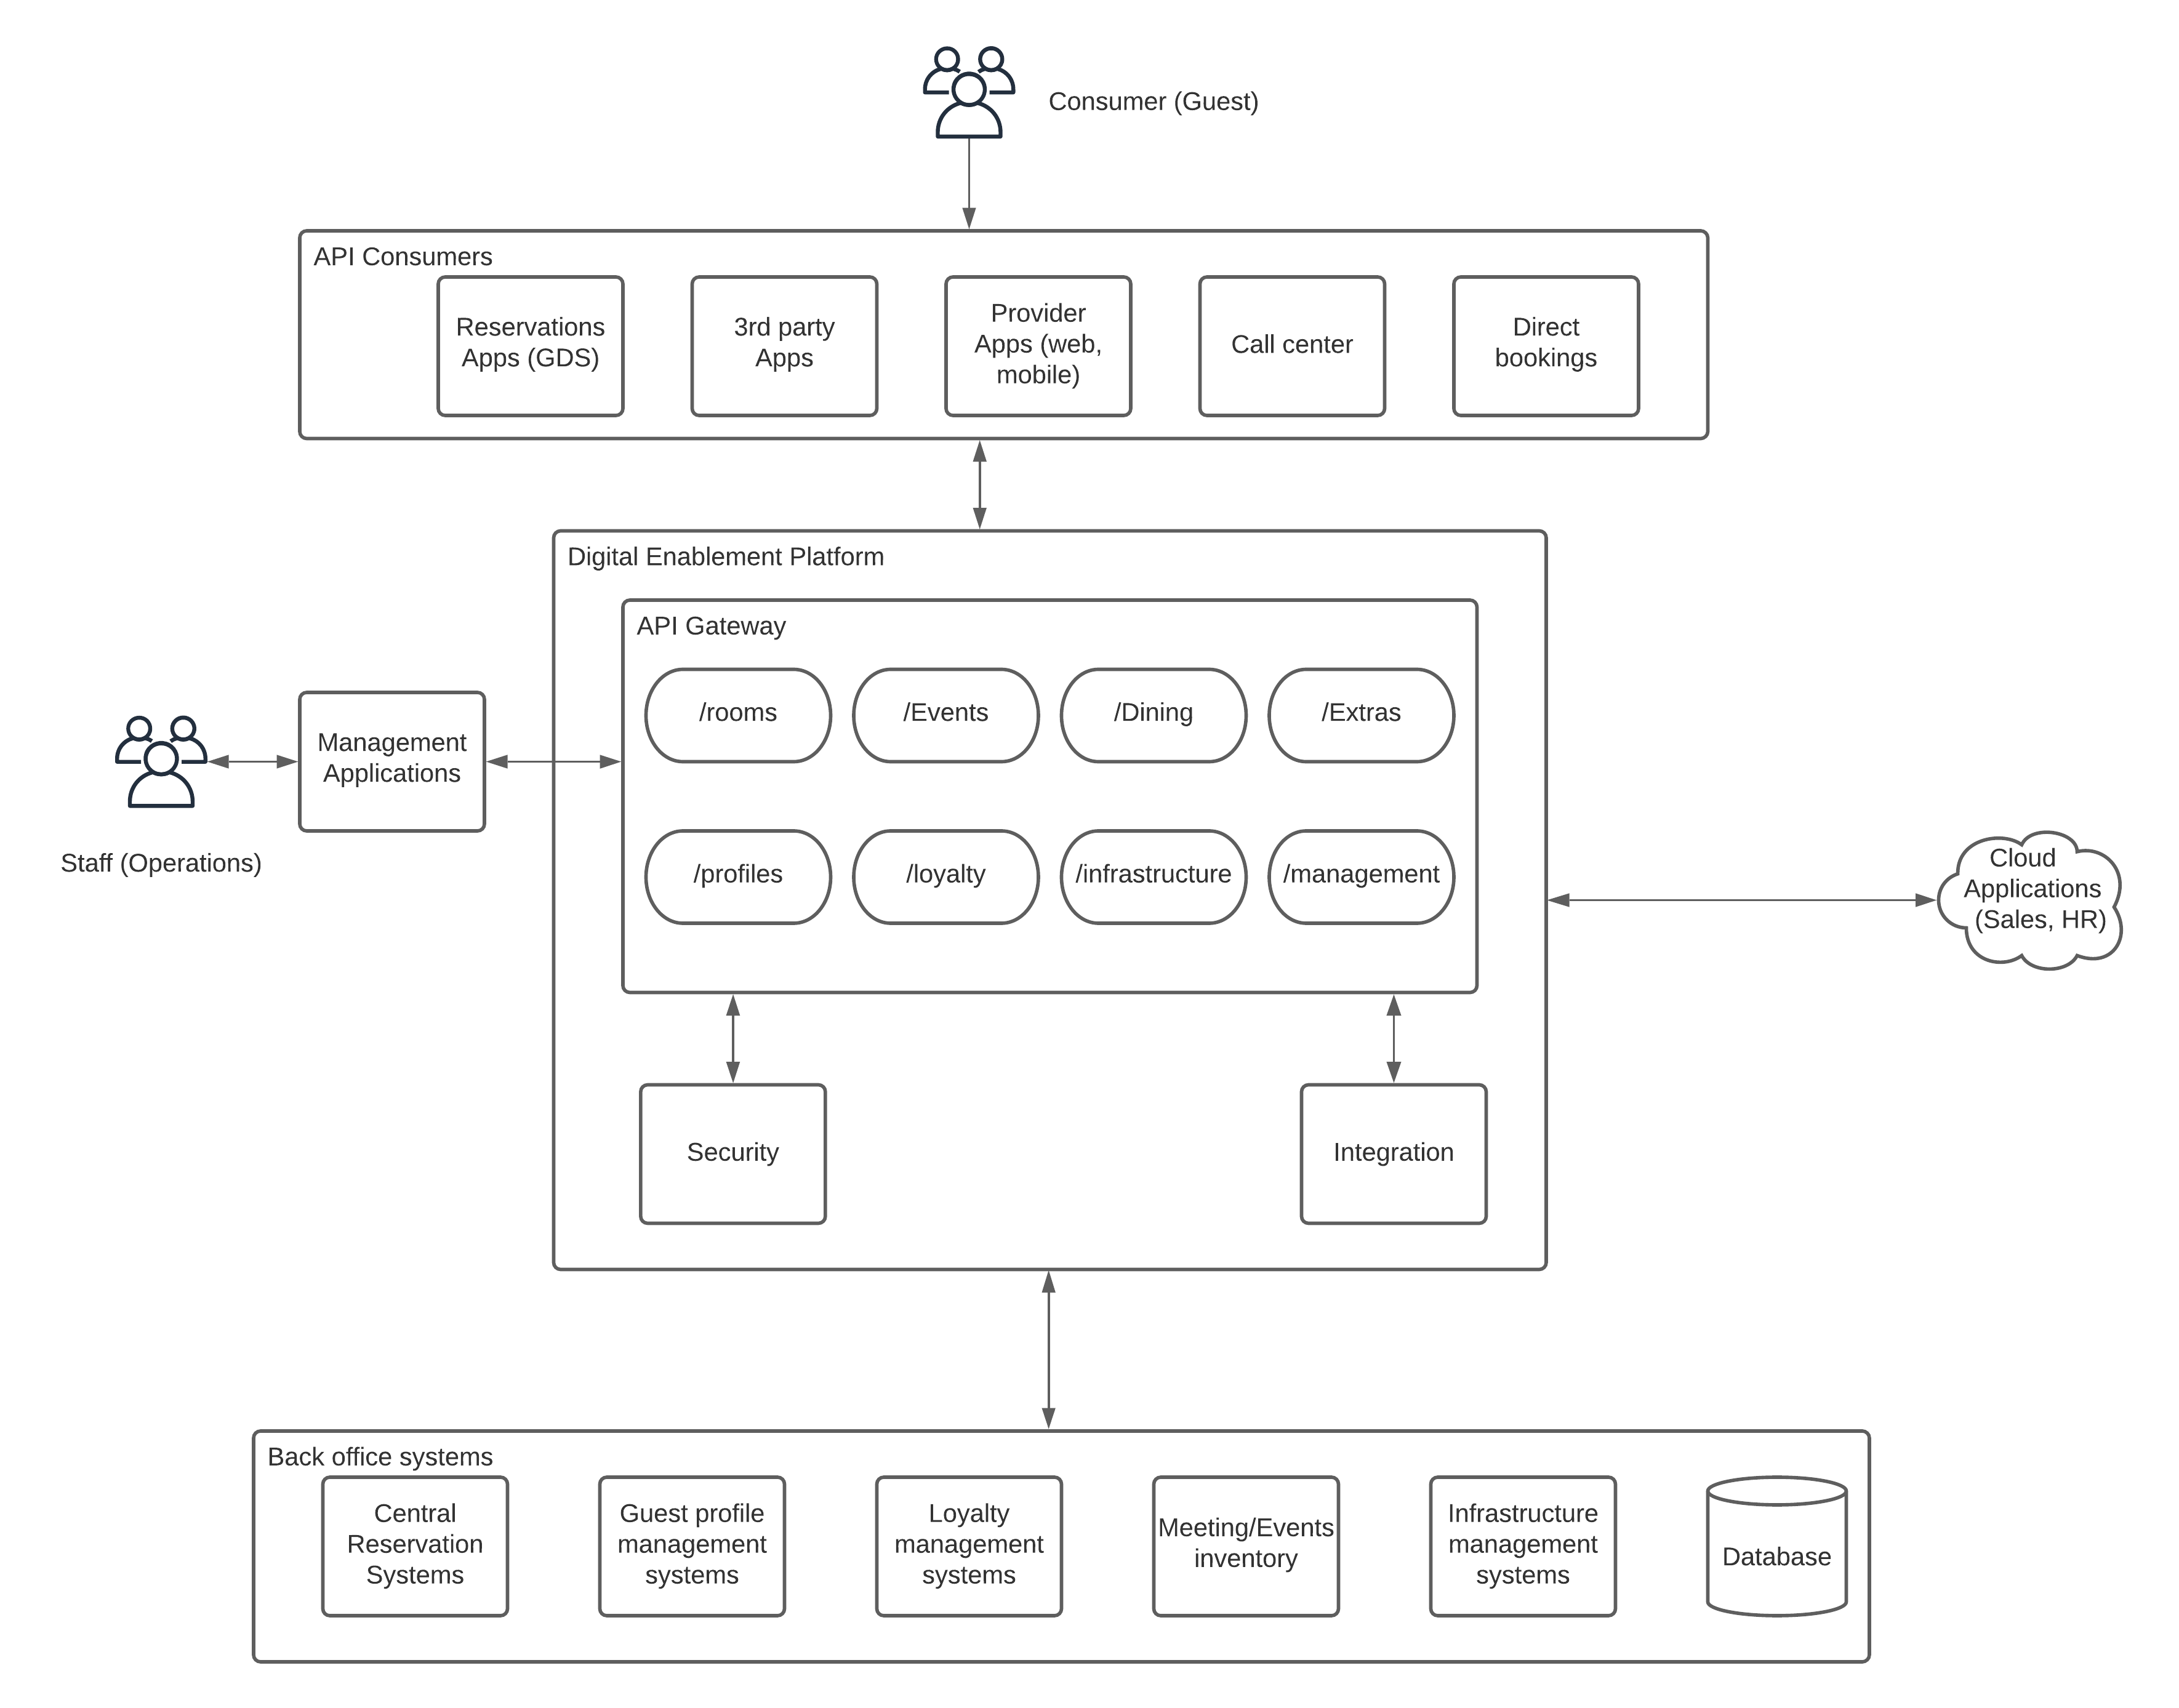 Consumer (Guest)
API Consumers
Reservations
Apps (GDS)
3rd party
Apps
Provider
Apps (web,
mobile)
Call center
Direct
bookings
Digital Enablement Platform
API Gateway
/rooms
/Events
/Dining
/Extras
Management
Applications
Staff (Operations)
/profiles
/loyalty
/infrastructure
/management
Cloud
Applications
(Sales, HR)
Security
Integration
Back office systems
Central
Reservation
Systems
Guest profile
management
systems
Loyalty
management
systems
Meeting/Events
inventory
Infrastructure
management
systems
Database